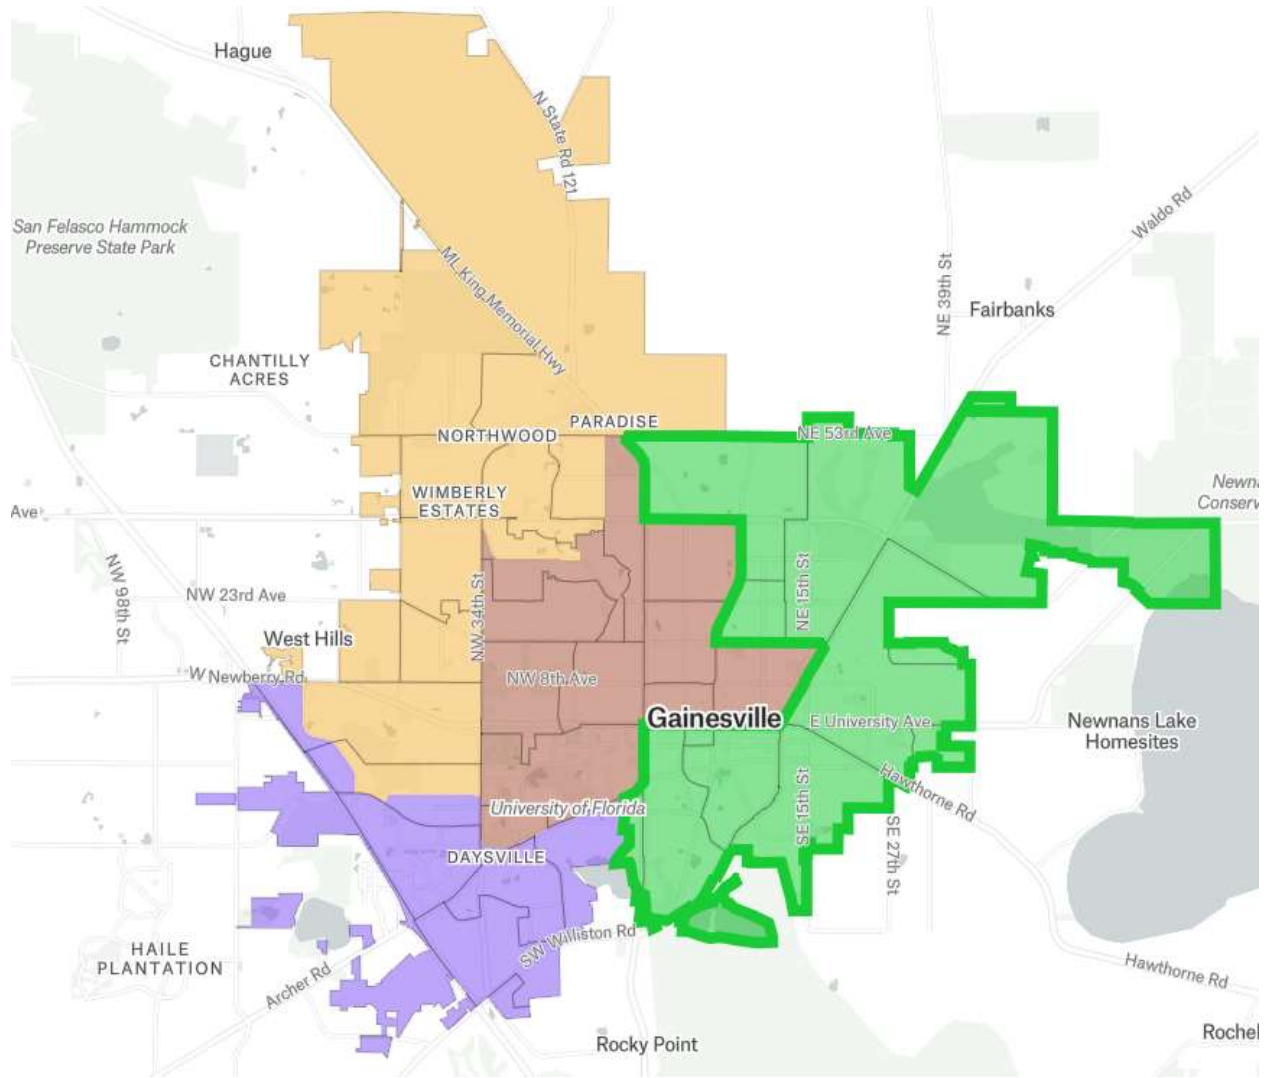 Hague
N State Rd 121
Waldo Rd
San Felasco Hammock
Preserve State Park
ML King Memorial Hwy
NE 39th St
Fairbanks
CHANTILLY
ACRES
PARADISE
NORTHWOOD
NE 53rd Ave
WIMBERLY
ESTATES
Newn
Conserv
Ave
NW 98th St
NW 23rd Ave
NW 34th St
NE 15th St
West Hills
W Newberry Rd
NW 8th Ave
Gainesville
E University Ave
Newnans Lake
Homesites
Hawthorne Rd
University of Florida
SE 15th St
SE 27th St
DAYSVILLE
SW Williston Rd
HAILE
PLANTATION
Archer Rd
Hawthorne Rd
Rocky Point
Rochel